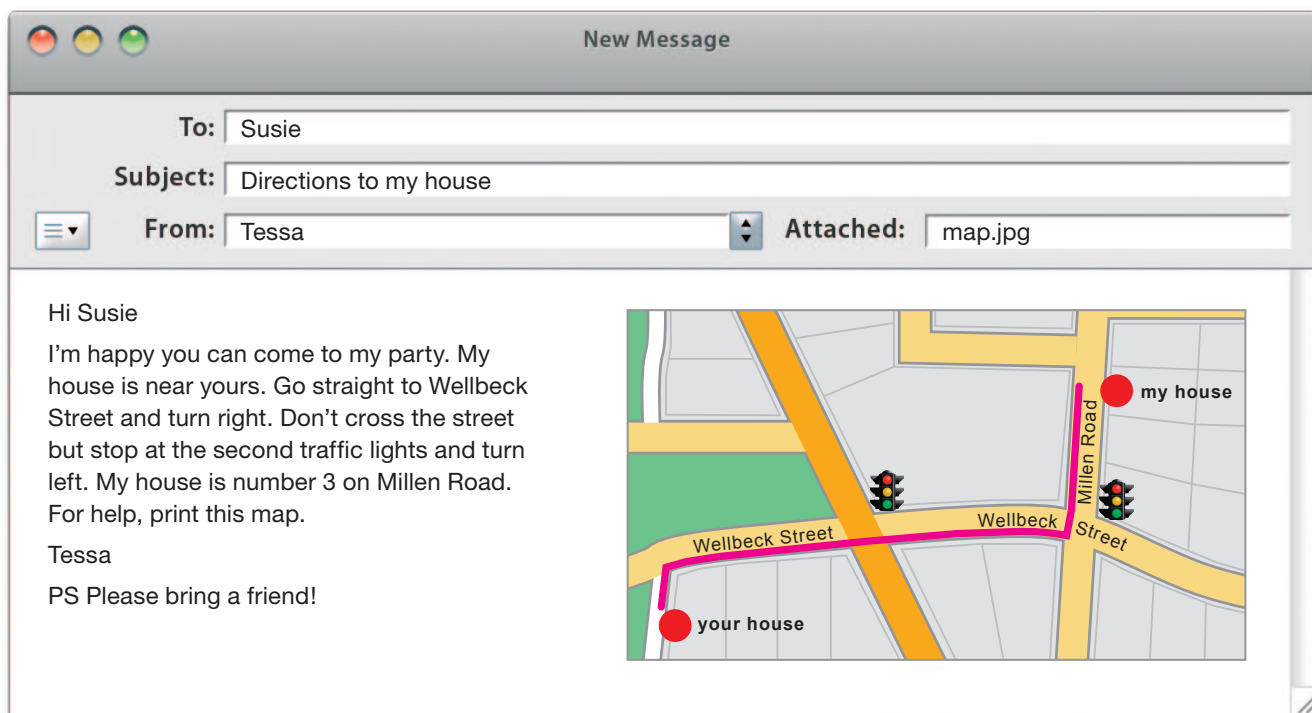 New Message
To: Susie
Subject: Directions to my house
From: Tessa Attached: map.jpg
Hi Susie
I'm happy you can come to my party. My
house is near yours. Go straight to Wellbeck
Street and turn right. Don't cross the street
but stop at the second traffic lights and turn
left. My house is number 3 on Millen Road.
For help, print this map.
Tessa
PS Please bring a friend!
my house
Millen Road
Wellbeck Street
Wellbeck Street
your house